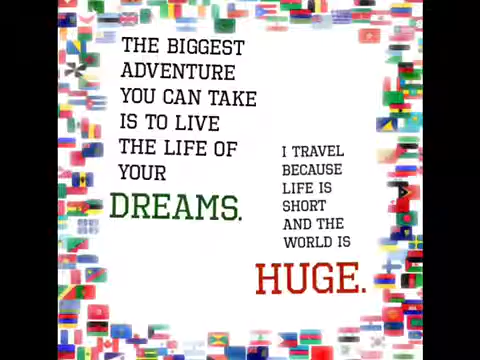 THE BIGGEST
ADVENTURE
YOU CAN TAKE
IS TO LIVE
THE LIFE OF
YOUR
DREAMS.
I TRAVEL
BECAUSE
LIFE IS
SHORT
AND THE
WORLD IS
HUGE.